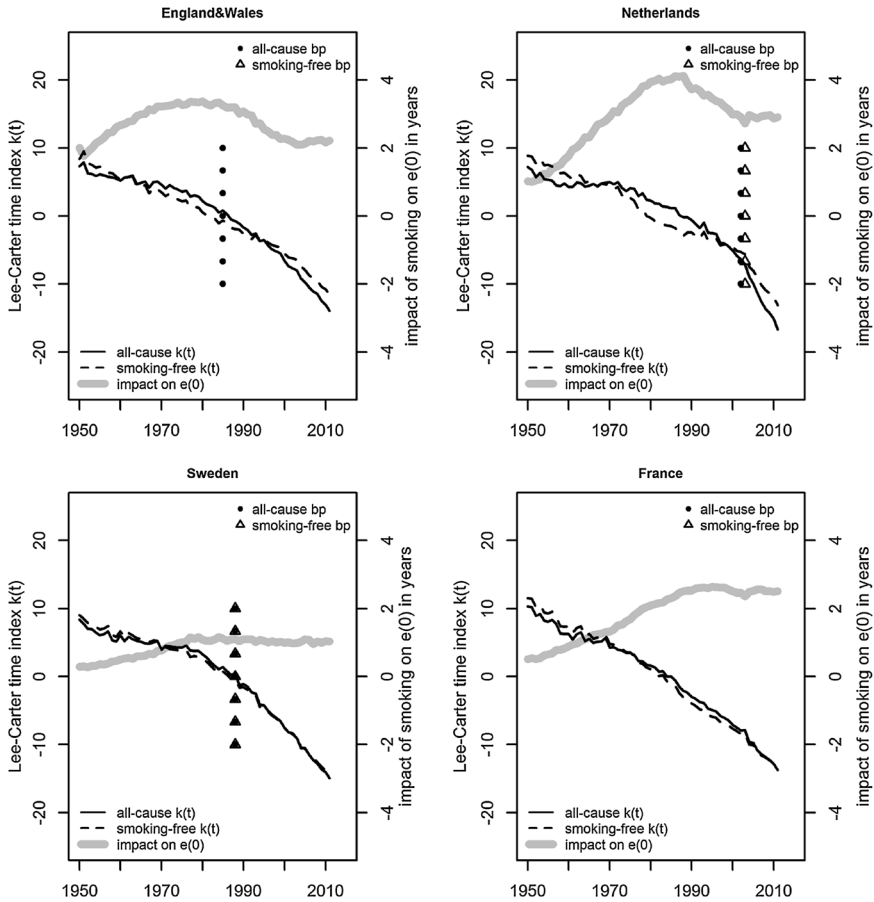 England&Wales
all-cause bp
smoking-free bp
Lee-Carter time index k(t)
20
10
0
-10
-20
4
2
0
-2
-4
impact of smoking on e(0) in years
all-cause k(t)
smoking-free k(t)
impact on e(0)
1950 1970 1990 2010
Netherlands
all-cause bp
smoking-free bp
Lee-Carter time index k(t)
20
10
0
-10
-20
4
2
0
-2
-4
impact of smoking on e(0) in years
all-cause k(t)
smoking-free k(t)
impact on e(0)
1950 1970 1990 2010
Sweden
all-cause bp
smoking-free bp
Lee-Carter time index k(t)
20
10
0
-10
-20
4
2
0
-2
-4
impact of smoking on e(0) in years
all-cause k(t)
smoking-free k(t)
impact on e(0)
1950 1970 1990 2010
France
all-cause bp
smoking-free bp
Lee-Carter time index k(t)
20
10
0
-10
-20
4
2
0
-2
-4
impact of smoking on e(0) in years
all-cause k(t)
smoking-free k(t)
impact on e(0)
1950 1970 1990 2010